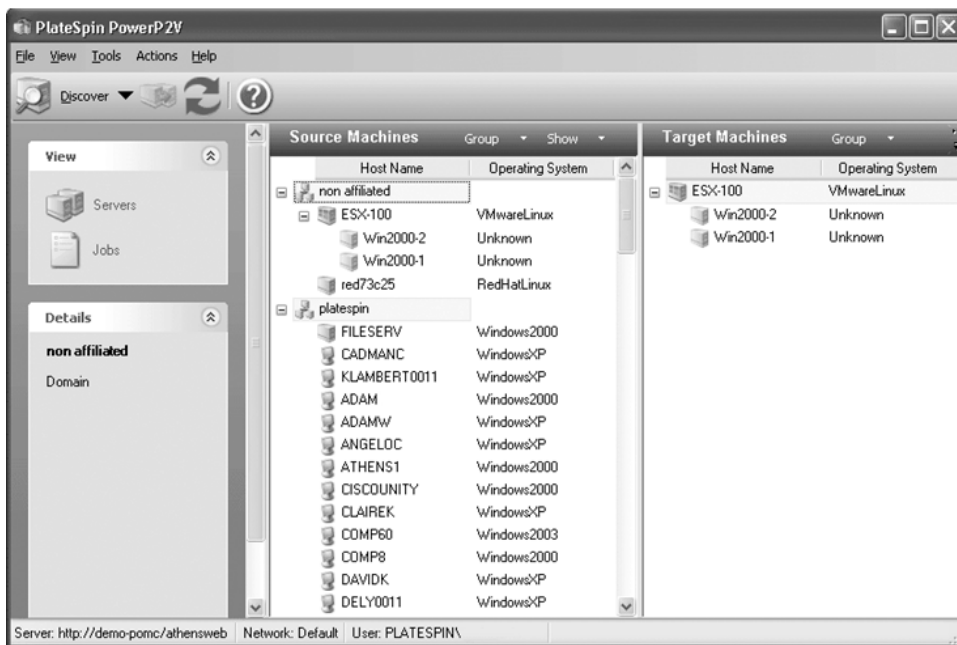 PlateSpin PowerP2V
File View Tools Actions Help
Discover
View
Servers
Jobs
Details
non affiliated
Domain
Source Machines Group Show
Host Name Operating System
non affiliated
ESX-100 VMwareLinux
Win2000-2 Unknown
Win2000-1 Unknown
red73c25 RedHatLinux
platespin
FILESERV Windows2000
CADMANC WindowsXP
KLAMBERT0011 WindowsXP
ADAM Windows2000
ADAMW WindowsXP
ANGELOC WindowsXP
ATHENS1 Windows2000
CISCOUNITY Windows2000
CLAIREK WindowsXP
COMP60 Windows2003
COMP8 Windows2000
DAVIDK WindowsXP
DELY0011 WindowsXP
Target Machines Group
Host Name Operating System
ESX-100 VMwareLinux
Win2000-2 Unknown
Win2000-1 Unknown
Server: http://demo-pomc/athensweb Network: Default User: PLATESPIN\